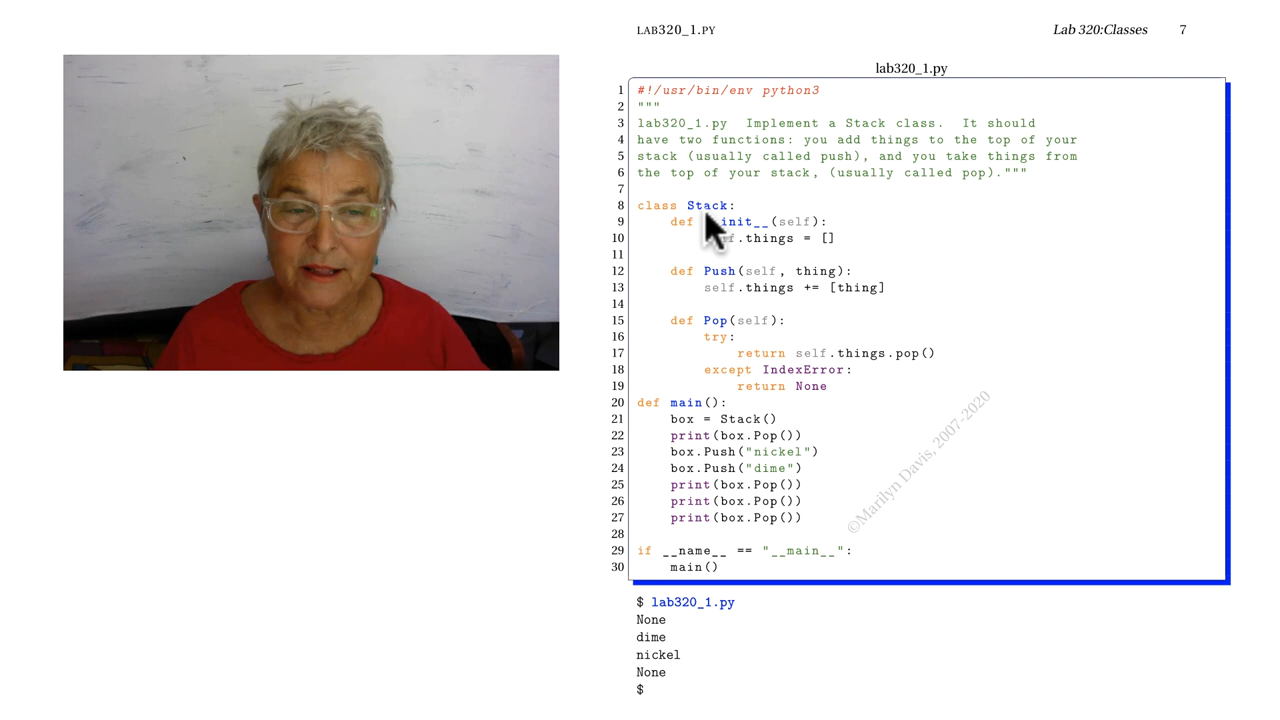 LAB320_1.PY Lab 320:Classes 7
lab320_1.py
1 #!/usr/bin/env python3
2 """
3 lab320_1.py  Implement a Stack class.  It should
4 have two functions: you add things to the top of your
5 stack (usually called push), and you take things from
6 the top of your stack, (usually called pop)."""
7
8 class Stack:
9     def init__(self):
10         .things = []
11
12     def Push(self, thing):
13         self.things += [thing]
14
15     def Pop(self):
16         try:
17             return self.things.pop()
18         except IndexError:
19             return None
20 def main():
21     box = Stack()
22     print(box.Pop())
23     box.Push("nickel")
24     box.Push("dime")
25     print(box.Pop())
26     print(box.Pop())
27     print(box.Pop())
28
29 if __name__ == "__main__":
30     main()
©Marilyn Davis, 2007-2020
$ lab320_1.py
None
dime
nickel
None
$